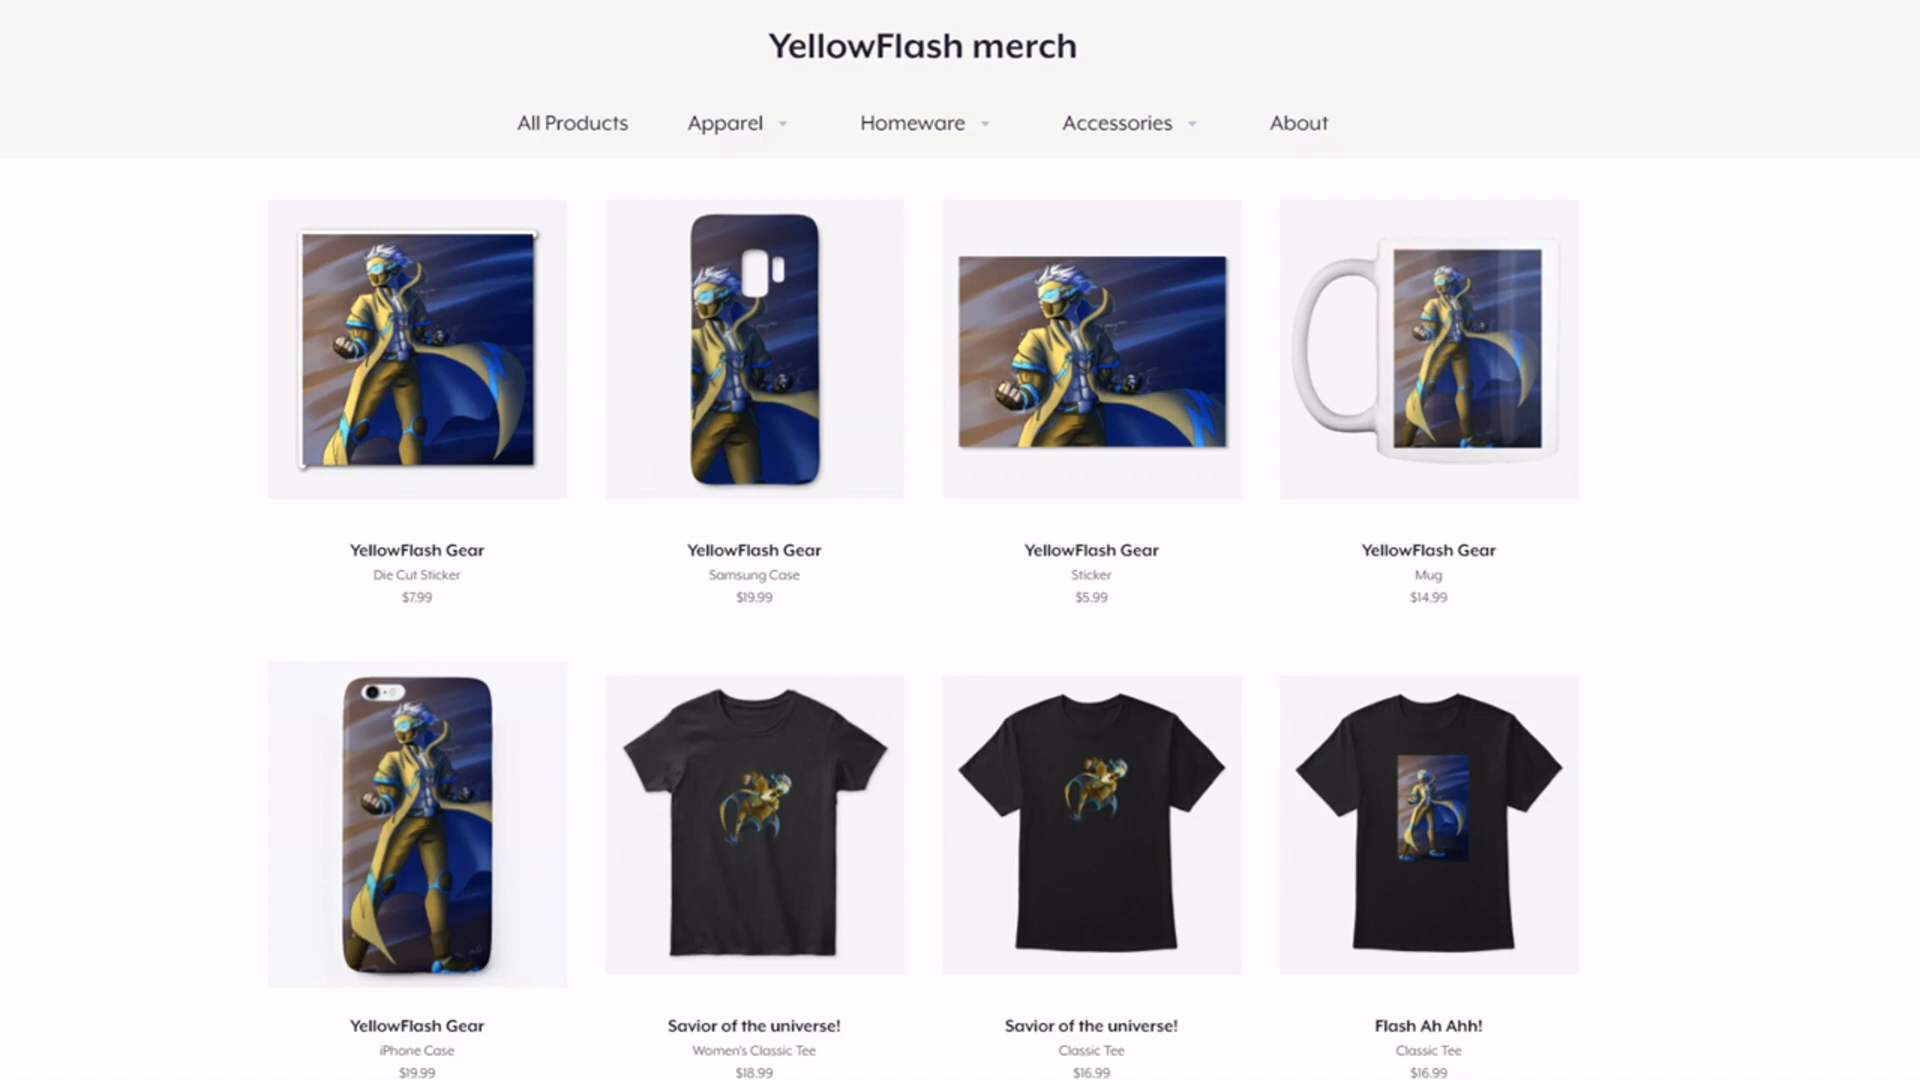 YellowFlash merch
All Products Apparel Homeware Accessories About
YellowFlash Gear
Die Cut Sticker
$7.99
YellowFlash Gear
Samsung Case
$19.99
YellowFlash Gear
Sticker
$5.99
YellowFlash Gear
Mug
$14.99
YellowFlash Gear
iPhone Case
$19.99
Savior of the universe!
Women's Classic Tee
$18.99
Savior of the universe!
Classic Tee
$16.99
Flash Ah Ahh!
Classic Tee
$16.99